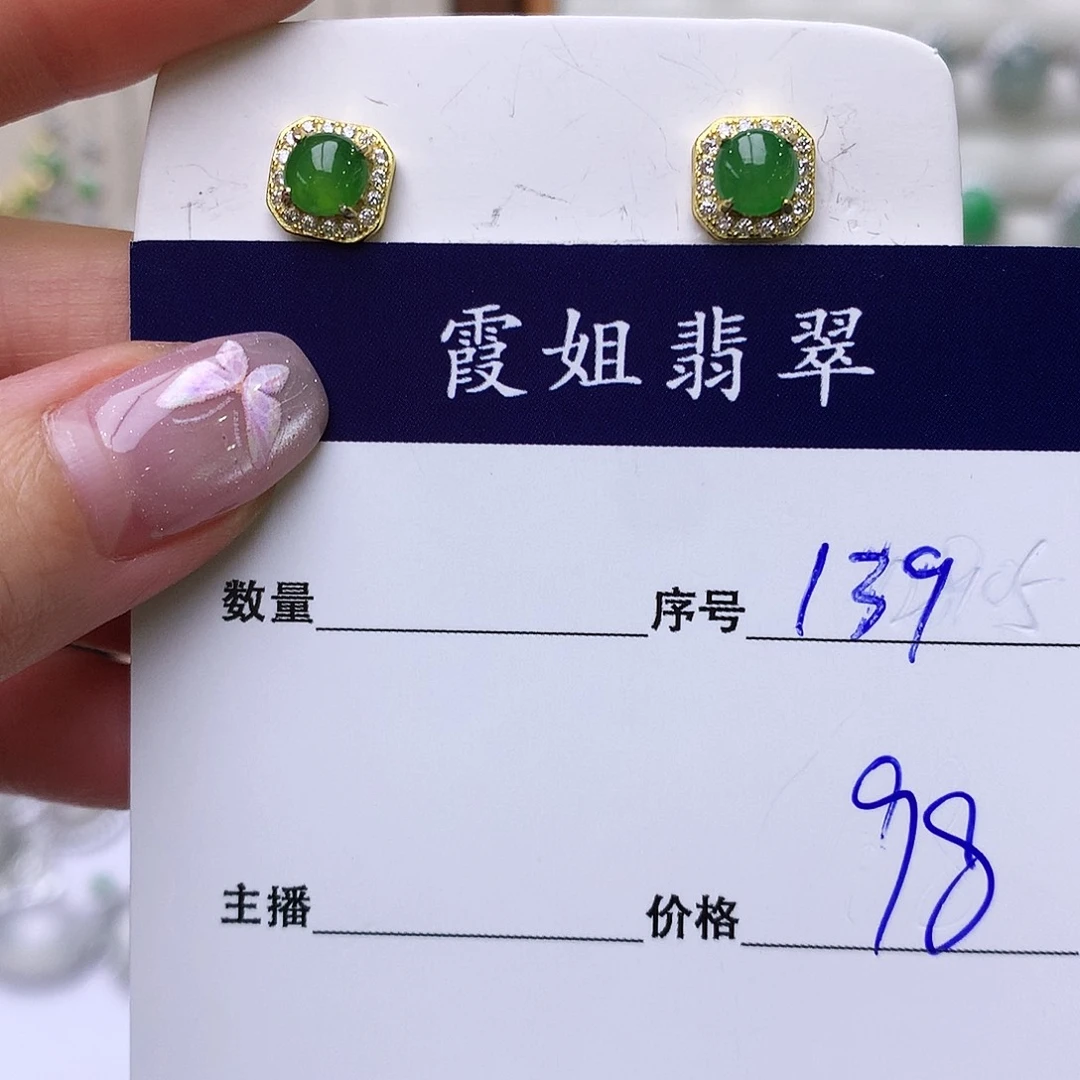 霞姐翡翠
数量 序号 139
主播 价格 98